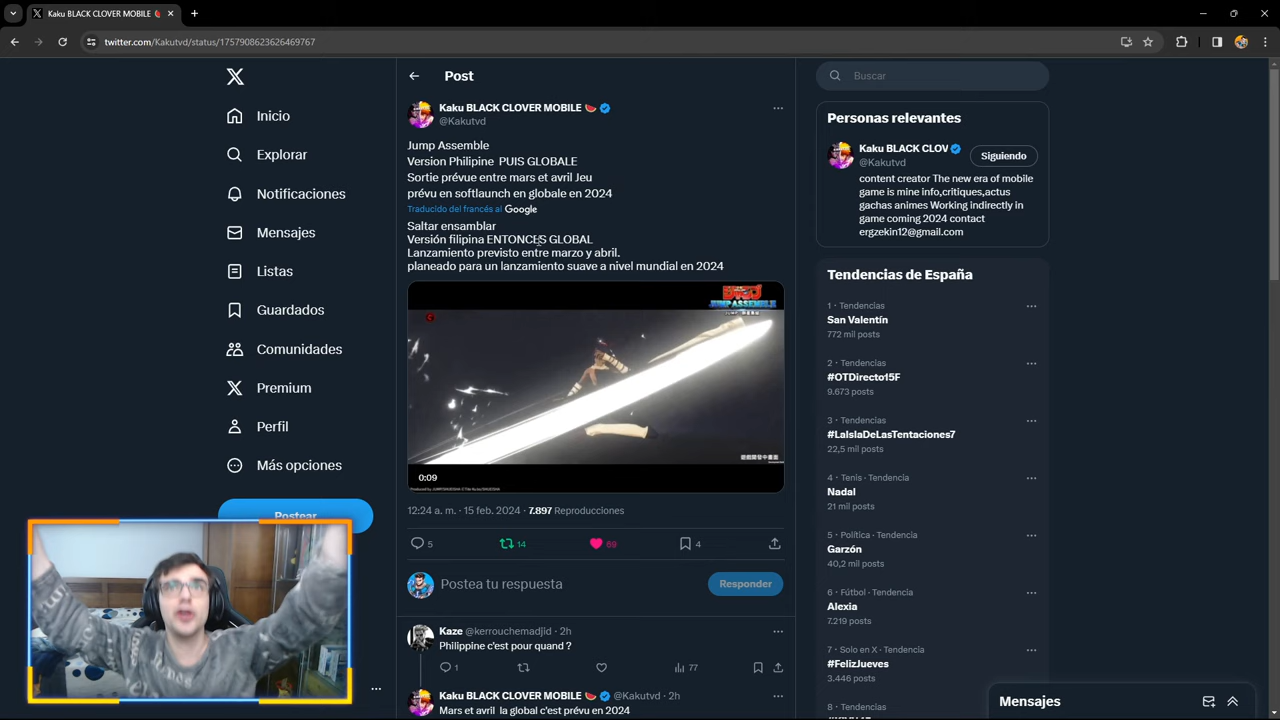 Kaku BLACK CLOVER MOBILE 🍉
twitter.com/Kakutvd/status/1757908623626469767
Inicio
Explorar
Notificaciones
Mensajes
Listas
Guardados
Comunidades
Premium
Perfil
Más opciones
Postear
Post
Kaku BLACK CLOVER MOBILE 🍉
@Kakutvd
Jump Assemble
Version Philipine PUIS GLOBALE
Sortie prévue entre mars et avril Jeu
prévu en softlaunch en globale en 2024
Traducido del francés al Google
Saltar ensamblar
Versión filipina ENTONCES GLOBAL
Lanzamiento previsto entre marzo y abril.
planeado para un lanzamiento suave a nivel mundial en 2024
JUMP ASSEMBLE
0:09
12:24 a. m. · 15 feb. 2024 · 7.897 Reproducciones
5 14 69 4
Postea tu respuesta
Responder
Kaze @kerrouchemadjid · 2h
Philippine c'est pour quand ?
1 77
Kaku BLACK CLOVER MOBILE 🍉 @Kakutvd · 2h
Mars et avril la global c'est prévu en 2024
Buscar
Personas relevantes
Kaku BLACK CLOV
@Kakutvd
Siguiendo
content creator The new era of mobile
game is mine info,critiques,actus
gachas animes Working indirectly in
game coming 2024 contact
ergzekin12@gmail.com
Tendencias de España
1 · Tendencias
San Valentín
772 mil posts
2 · Tendencias
#OTDirecto15F
9.673 posts
3 · Tendencias
#LaIslaDeLasTentaciones7
22,5 mil posts
4 · Tenis · Tendencia
Nadal
21 mil posts
5 · Política · Tendencia
Garzón
40,2 mil posts
6 · Fútbol · Tendencia
Alexia
7.219 posts
7 · Solo en X · Tendencia
#FelizJueves
3.446 posts
8 · Tendencias
Mensajes